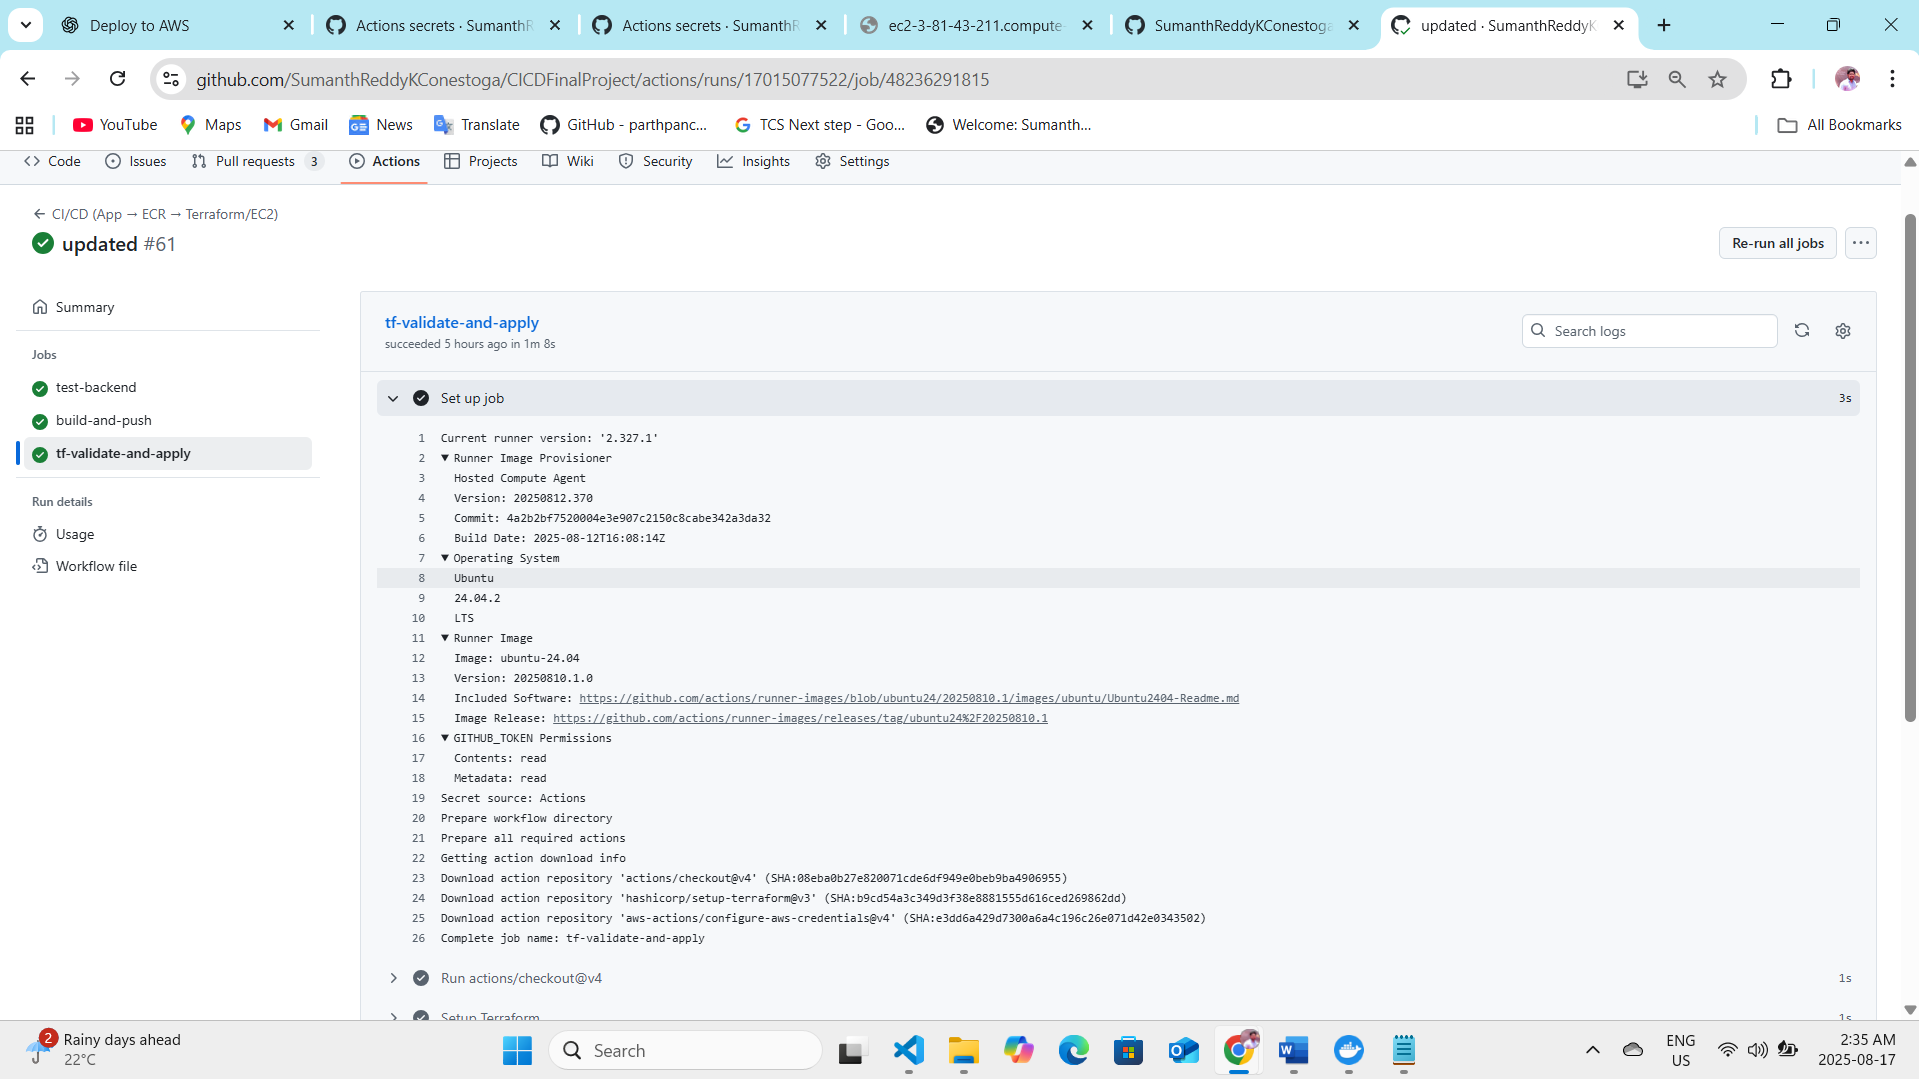 Deploy to AWS
Actions secrets · SumanthR
Actions secrets · SumanthR
ec2-3-81-43-211.compute-
SumanthReddyKConestoga
updated · SumanthReddyK
github.com/SumanthReddyKConestoga/CICDFinalProject/actions/runs/17015077522/job/48236291815
YouTube
Maps
Gmail
News
Translate
GitHub - parthpanc...
TCS Next step - Goo...
Welcome: Sumanth...
All Bookmarks
Code
Issues
Pull requests 3
Actions
Projects
Wiki
Security
Insights
Settings
← CI/CD (App → ECR → Terraform/EC2)
updated #61
Re-run all jobs
Summary
Jobs
test-backend
build-and-push
tf-validate-and-apply
Run details
Usage
Workflow file
tf-validate-and-apply
succeeded 5 hours ago in 1m 8s
Search logs
Set up job 3s
1 Current runner version: '2.327.1'
2 ▼ Runner Image Provisioner
3 Hosted Compute Agent
4 Version: 20250812.370
5 Commit: 4a2b2bf7520004e3e907c2150c8cabe342a3da32
6 Build Date: 2025-08-12T16:08:14Z
7 ▼ Operating System
8 Ubuntu
9 24.04.2
10 LTS
11 ▼ Runner Image
12 Image: ubuntu-24.04
13 Version: 20250810.1.0
14 Included Software: https://github.com/actions/runner-images/blob/ubuntu24/20250810.1/images/ubuntu/Ubuntu2404-Readme.md
15 Image Release: https://github.com/actions/runner-images/releases/tag/ubuntu24%2F20250810.1
16 ▼ GITHUB_TOKEN Permissions
17 Contents: read
18 Metadata: read
19 Secret source: Actions
20 Prepare workflow directory
21 Prepare all required actions
22 Getting action download info
23 Download action repository 'actions/checkout@v4' (SHA:08eba0b27e820071cde6df949e0beb9ba4906955)
24 Download action repository 'hashicorp/setup-terraform@v3' (SHA:b9cd54a3c349d3f38e8881555d616ced269862dd)
25 Download action repository 'aws-actions/configure-aws-credentials@v4' (SHA:e3dd6a429d7300a6a4c196c26e071d42e0343502)
26 Complete job name: tf-validate-and-apply
Run actions/checkout@v4 1s
Setup Terraform 1s
2
Rainy days ahead
22°C
Search
ENG
US
2:35 AM
2025-08-17